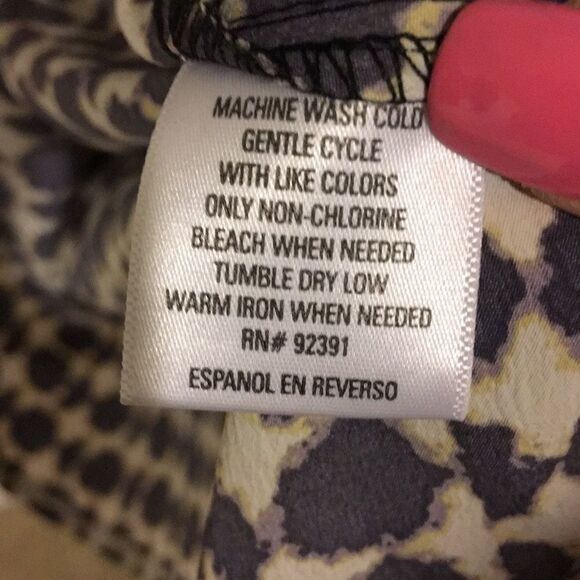 MACHINE WASH COLD
GENTLE CYCLE
WITH LIKE COLORS
ONLY NON-CHLORINE
BLEACH WHEN NEEDED
TUMBLE DRY LOW
WARM IRON WHEN NEEDED
RN# 92391
ESPANOL EN REVERSO